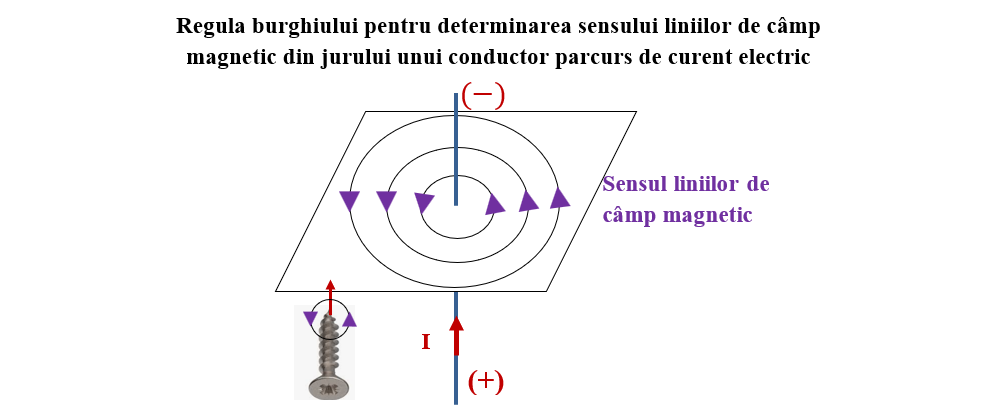 Regula burghiului pentru determinarea sensului liniilor de câmp
magnetic din jurului unui conductor parcurs de curent electric
(−)
Sensul liniilor de
câmp magnetic
I
(+)